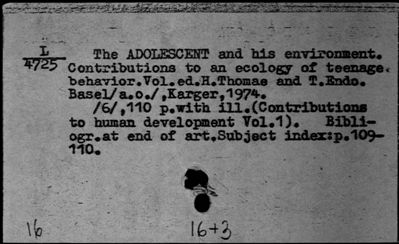 L
4725
The ADOLESCENT and his environment.
Contributions to an ecology of teenage
behavior.Vol.ed.H.Thomae and T.Endo.
Basel/a.o./,Karger,1974.
/6/,110 p.with ill.(Contributions
to human development Vol.1). Bibli-
ogr.at end of art.Subject index:p.109-
110.
16 16+3